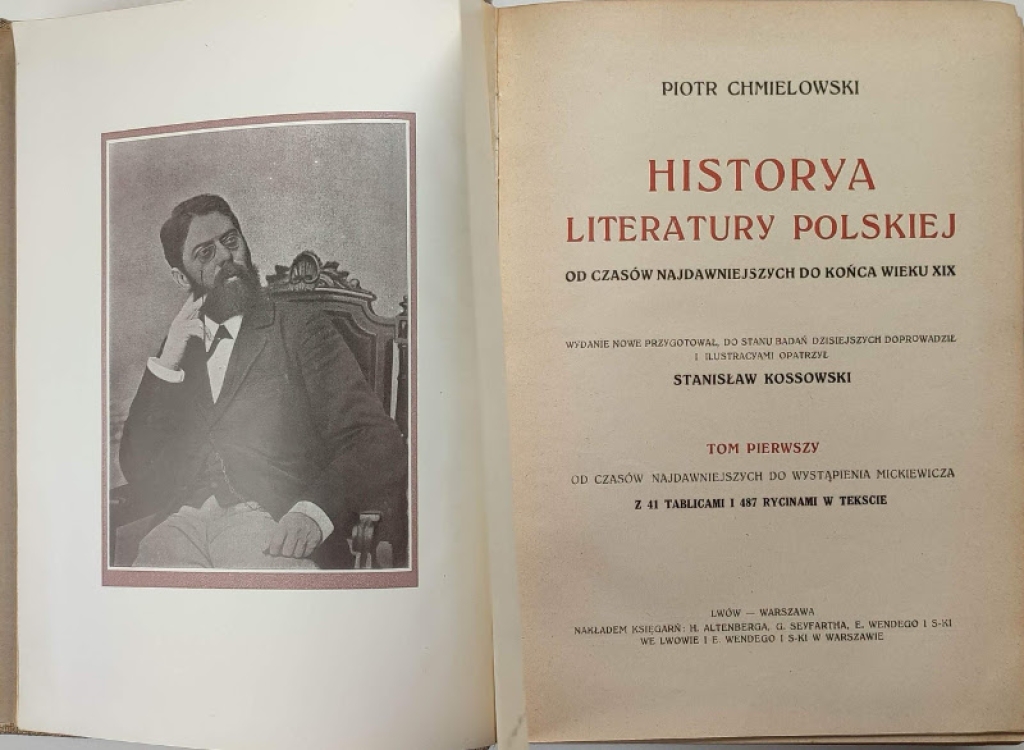 PIOTR CHMIELOWSKI
HISTORYA
LITERATURY POLSKIEJ
OD CZASÓW NAJDAWNIEJSZYCH DO KOŃCA WIEKU XIX
WYDANIE NOWE PRZYGOTOWAŁ, DO STANU BADAŃ DZISIEJSZYCH DOPROWADZIŁ
I ILUSTRACYAMI OPATRZYŁ
STANISŁAW KOSSOWSKI
TOM PIERWSZY
OD CZASÓW NAJDAWNIEJSZYCH DO WYSTĄPIENIA MICKIEWICZA
Z 41 TABLICAMI I 487 RYCINAMI W TEKSCIE
LWÓW — WARSZAWA
NAKŁADEM KSIĘGARŃ: H. ALTENBERGA, G. SEYFARTHA, E. WENDEGO I S-KI
WE LWOWIE I E. WENDEGO I S-KI W WARSZAWIE